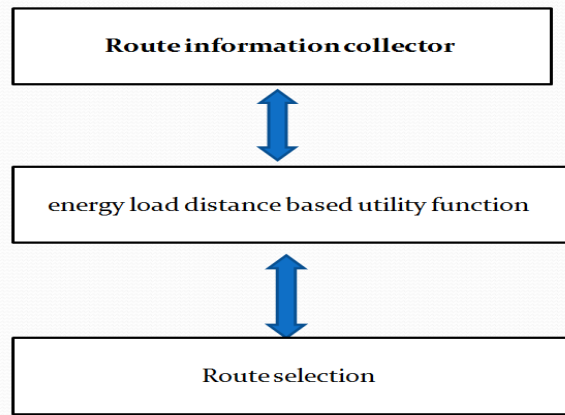 Route information collector
energy load distance based utility function
Route selection